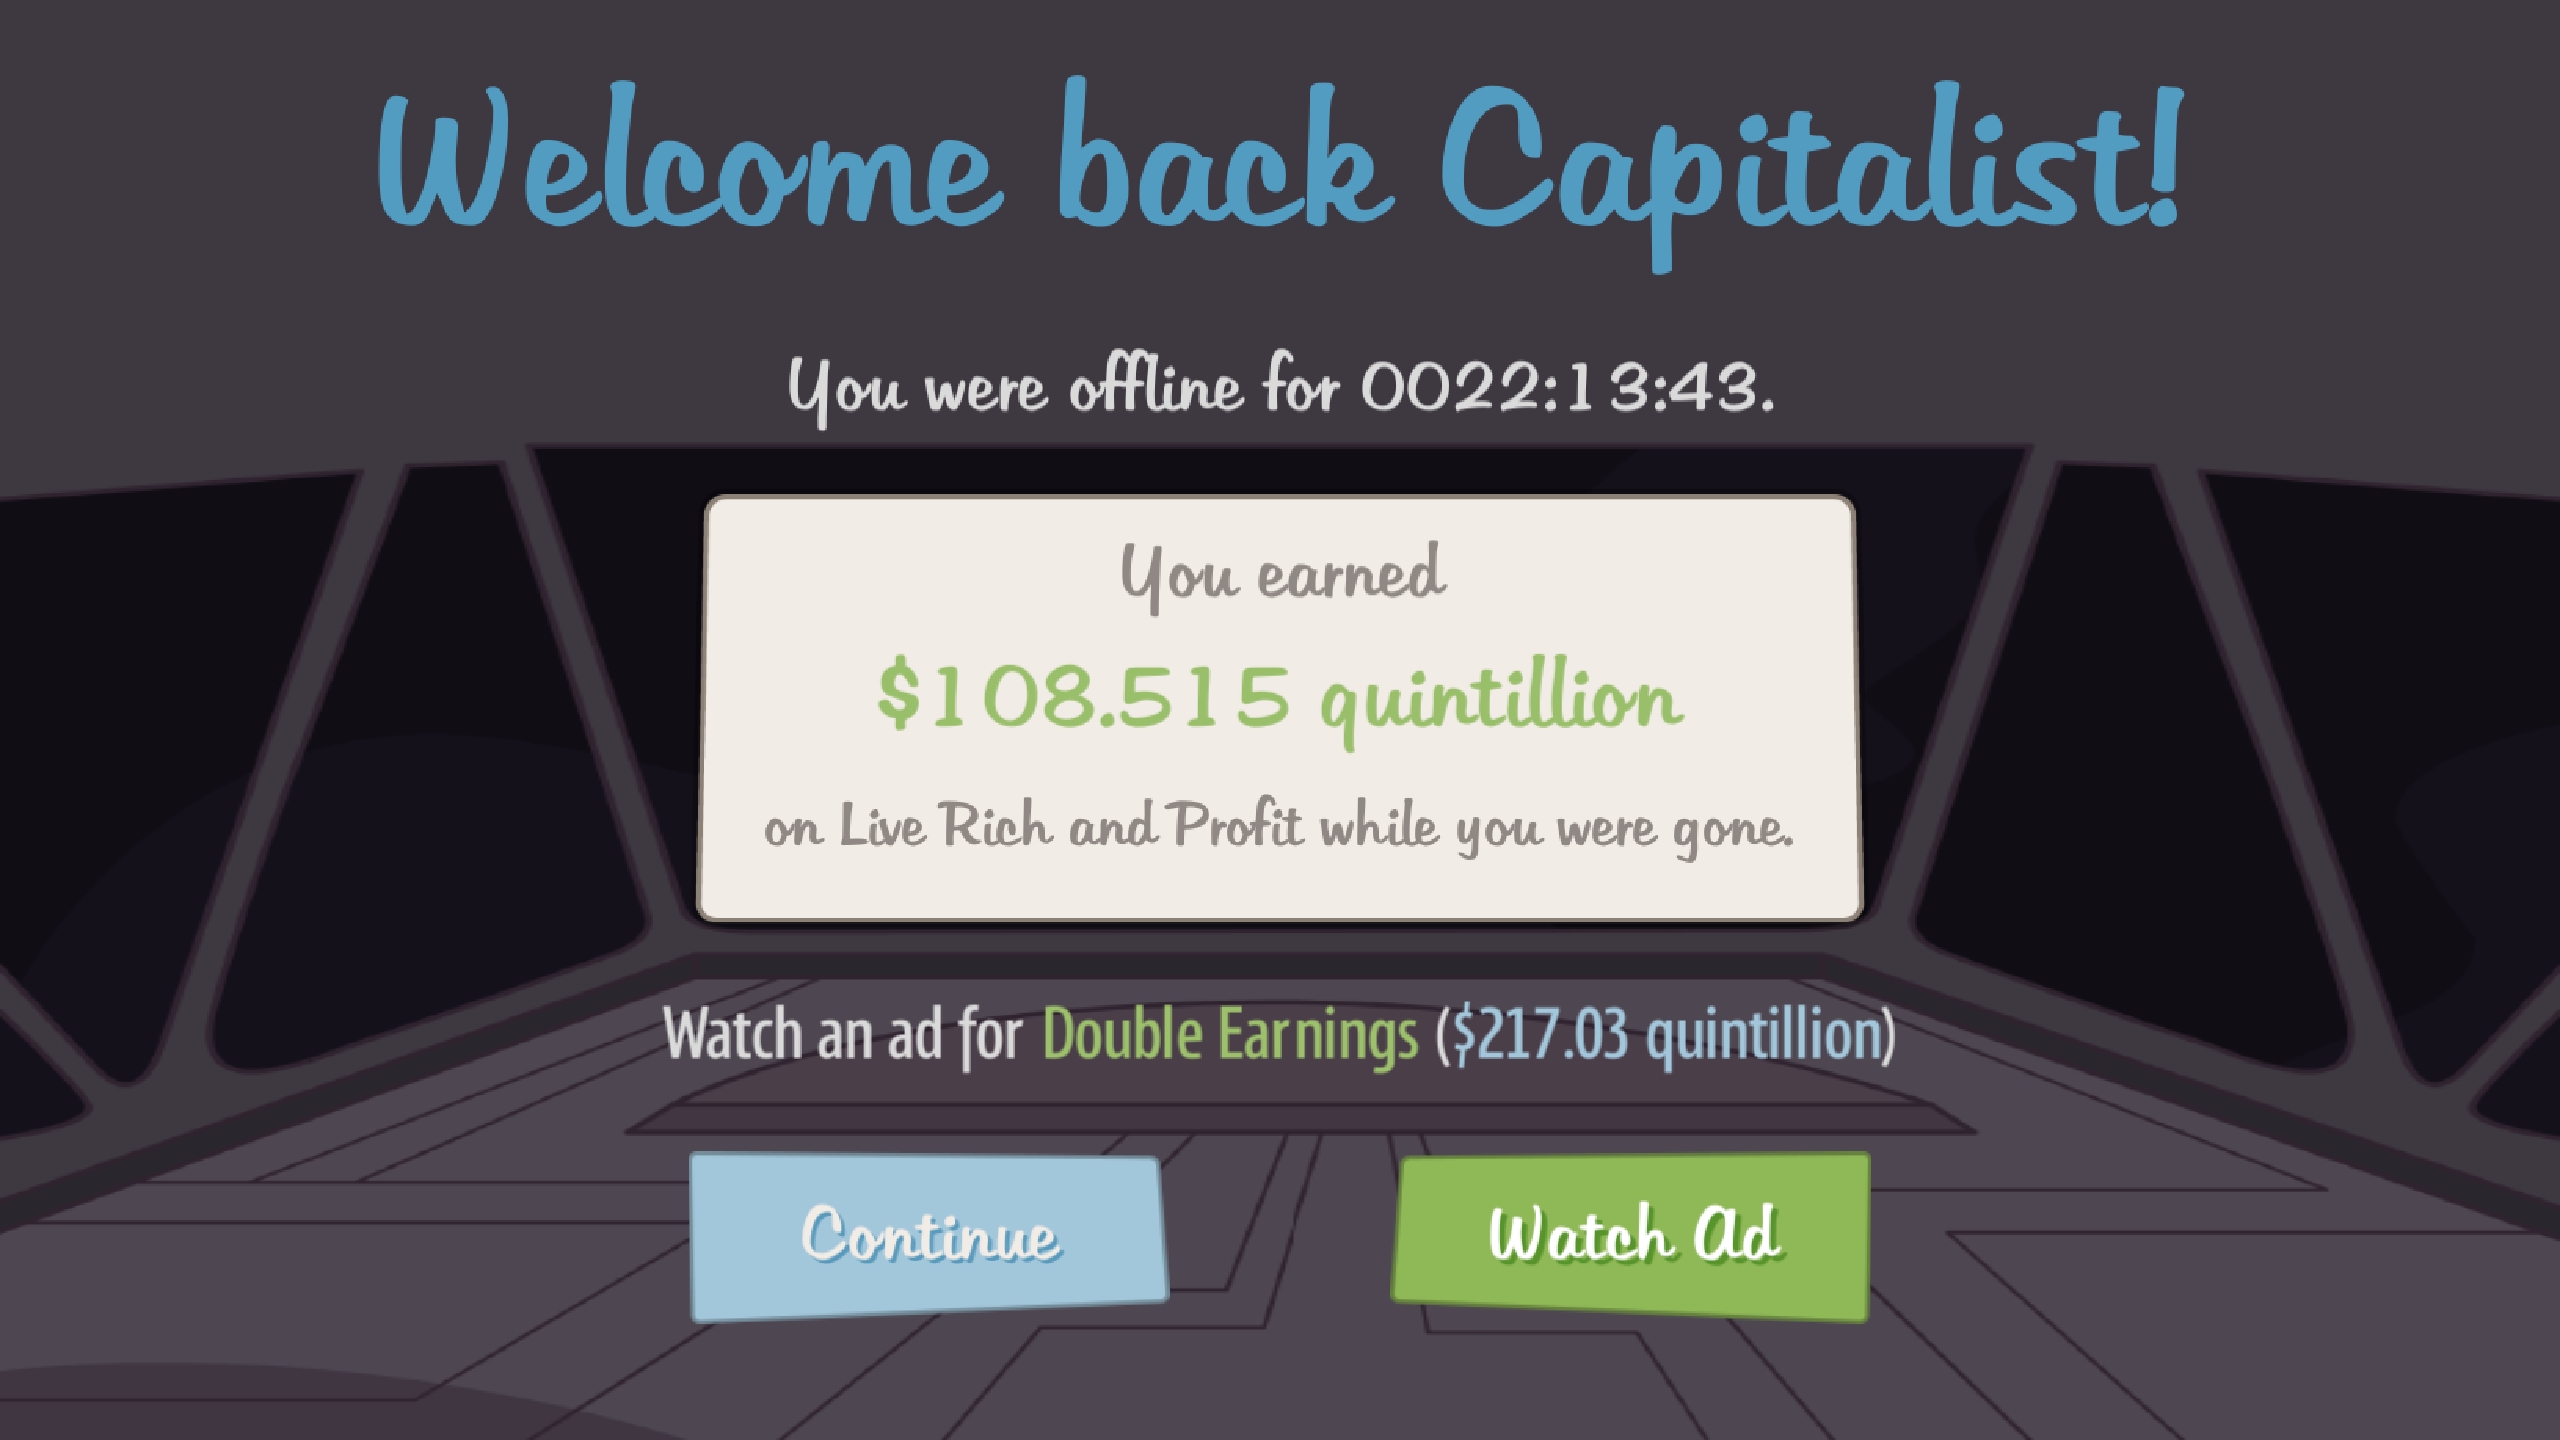 Welcome back Capitalist!
You were offline for 0022:13:43.
You earned
$108.515 quintillion
on Live Rich and Profit while you were gone.
Watch an ad for Double Earnings ($217.03 quintillion)
Continue
Watch Ad